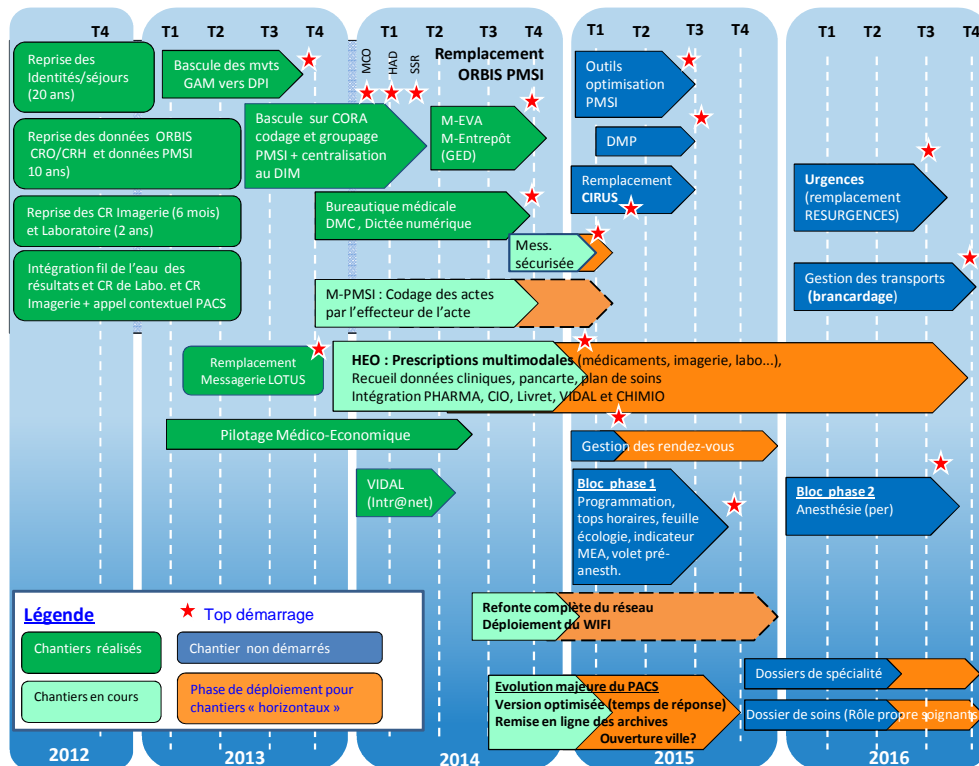 T4
T1
T2
T3
T4
T1
T2
T3
T4
T1
T2
T3
T4
T1
T2
T3
T4
Reprise des
Identités/séjours
(20 ans)
Bascule des mvts
GAM vers DPI
MCO
HAD
SSR
Remplacement
ORBIS PMSI
Outils
optimisation
PMSI
Reprise des données ORBIS
CRO/CRH et données PMSI
10 ans)
Bascule sur CORA
codage et groupage
PMSI + centralisation
au DIM
M-EVA
M-Entrepôt
(GED)
DMP
Reprise des CR Imagerie (6 mois)
et Laboratoire (2 ans)
Bureautique médicale
DMC , Dictée numérique
Remplacement
CIRUS
Urgences
(remplacement
RESURGENCES)
Mess.
sécurisée
Intégration fil de l'eau des
résultats et CR de Labo. et CR
Imagerie + appel contextuel PACS
M-PMSI : Codage des actes
par l'effecteur de l'acte
Gestion des transports
(brancardage)
Remplacement
Messagerie LOTUS
HEO : Prescriptions multimodales (médicaments, imagerie, labo...),
Recueil données cliniques, pancarte, plan de soins
Intégration PHARMA, CIO, Livret, VIDAL et CHIMIO
Pilotage Médico-Economique
Gestion des rendez-vous
VIDAL
(Intr@net)
Bloc phase 1
Programmation,
tops horaires, feuille
écologie, indicateur
MEA, volet pré-
anesth.
Bloc phase 2
Anesthésie (per)
Refonte complète du réseau
Déploiement du WIFI
Légende
Top démarrage
Chantiers réalisés
Chantier non démarrés
Chantiers en cours
Phase de déploiement pour
chantiers « horizontaux »
Evolution majeure du PACS
Version optimisée (temps de réponse)
Remise en ligne des archives
Ouverture ville?
Dossiers de spécialité
Dossier de soins (Rôle propre soignants
2012
2013
2014
2015
2016